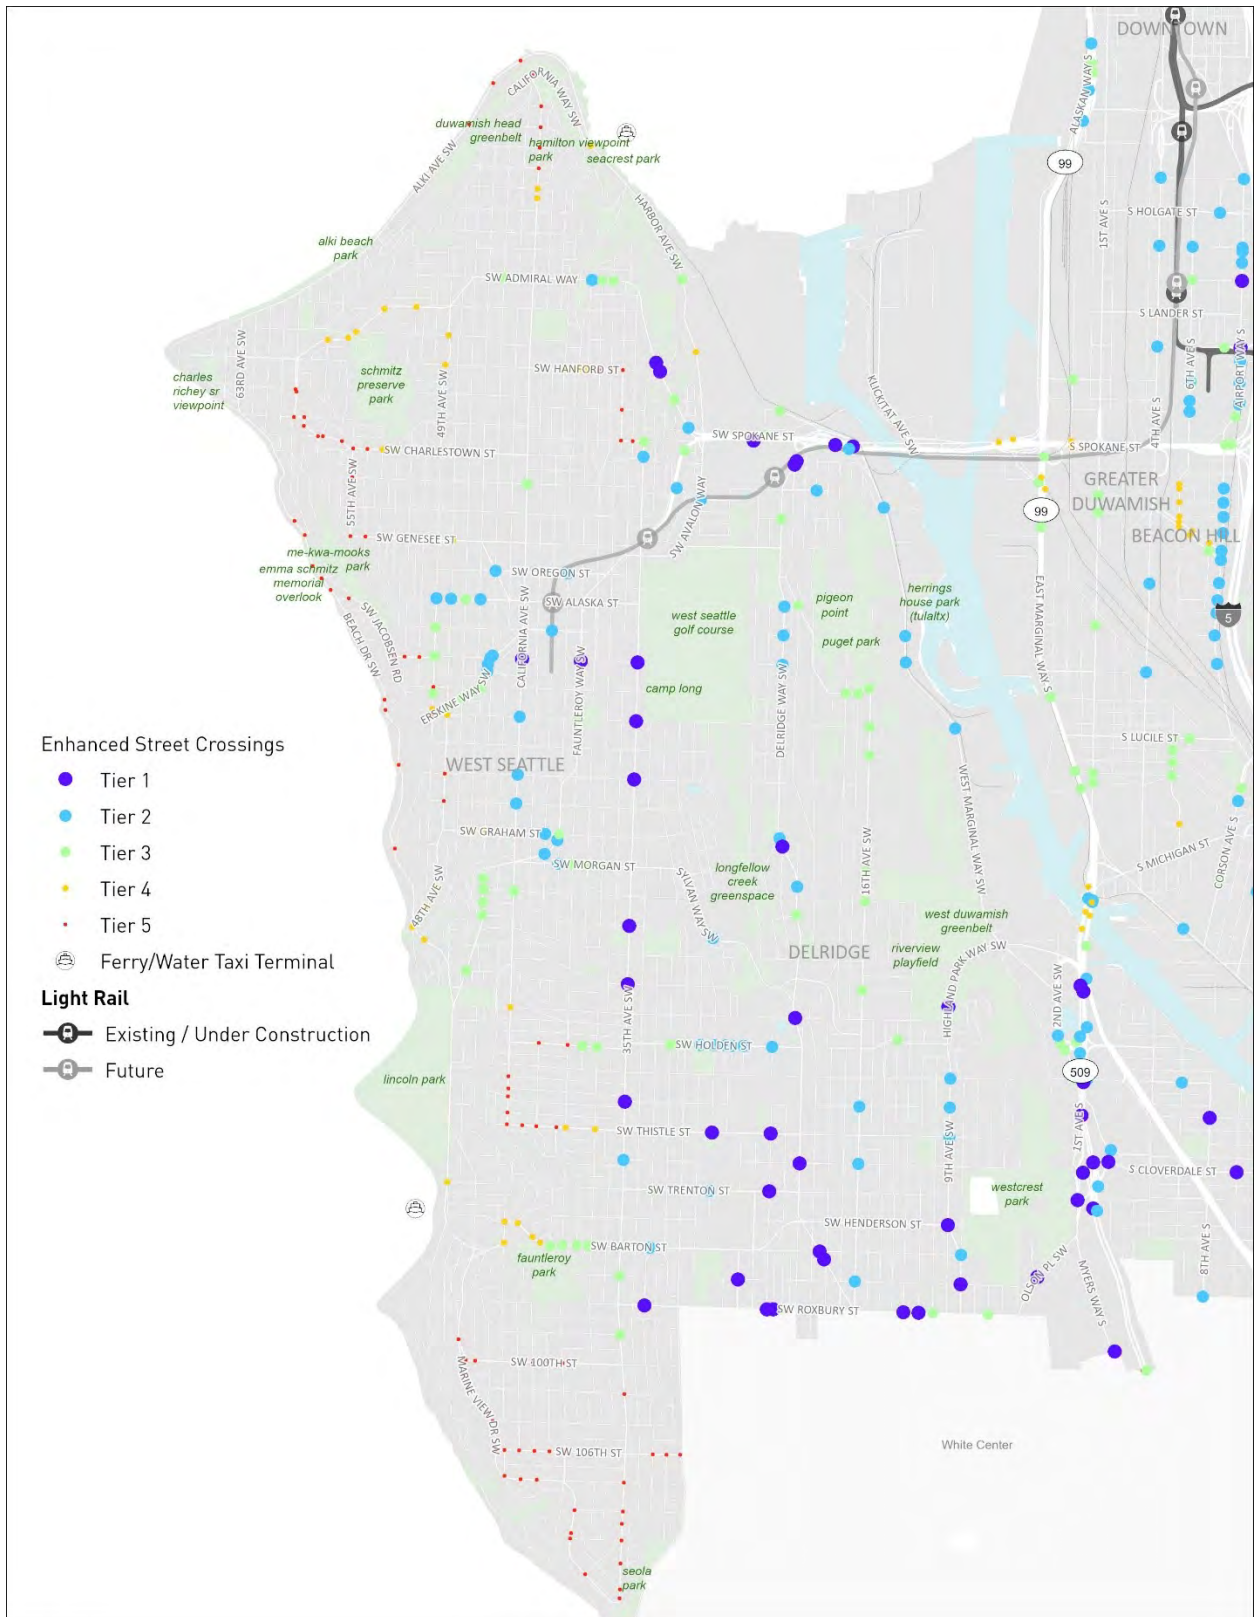 DOWNTOWN
CALIFORNIA WAY SW
ALASKAN WAY S
duwamish head
greenbelt
hamilton viewpoint
park
seacrest park
ALKI AVE SW
99
HARBOR AVE SW
1ST AVE S
S HOLGATE ST
alki beach
park
SW ADMIRAL WAY
S LANDER ST
63RD AVE SW
charles
richey sr
viewpoint
schmitz
preserve
park
49TH AVE SW
SW HANFORD ST
KLICKITAT AVE SW
6TH AVE S
AIRPORT WAY S
4TH AVE S
SW SPOKANE ST
S SPOKANE ST
SW CHARLESTOWN ST
GREATER
DUWAMISH
55TH AVE SW
SW AVALON WAY
99
BEACON HILL
SW GENESEE ST
me-kwa-mooks
park
emma schmitz
memorial
overlook
SW OREGON ST
SW ALASKA ST
CALIFORNIA AVE SW
west seattle
golf course
pigeon
point
puget park
herrings
house park
(tulaltx)
EAST MARGINAL WAY S
5
SW JACOBSEN RD
BEACH DR SW
ERSKINE WAY SW
FAUNTLEROY WAY SW
camp long
DELRIDGE WAY SW
S LUCILE ST
Enhanced Street Crossings
Tier 1
Tier 2
Tier 3
Tier 4
Tier 5
Ferry/Water Taxi Terminal
Light Rail
Existing / Under Construction
Future
WEST SEATTLE
WEST MARGINAL WAY SW
SW GRAHAM ST
SW MORGAN ST
SYLVAN WAY SW
longfellow
creek
greenspace
16TH AVE SW
S MICHIGAN ST
CORSON AVE S
48TH AVE SW
west duwamish
greenbelt
DELRIDGE
riverview
playfield
HIGHLAND PARK WAY SW
2ND AVE SW
35TH AVE SW
SW HOLDEN ST
lincoln park
509
SW THISTLE ST
1ST AVE S
9TH AVE SW
S CLOVERDALE ST
SW TRENTON ST
westcrest
park
SW HENDERSON ST
8TH AVE S
SW BARTON ST
fauntleroy
park
OLSON PL SW
MYERS WAY S
SW ROXBURY ST
SW 100TH ST
MARINE VIEW DR SW
SW 106TH ST
White Center
seola
park